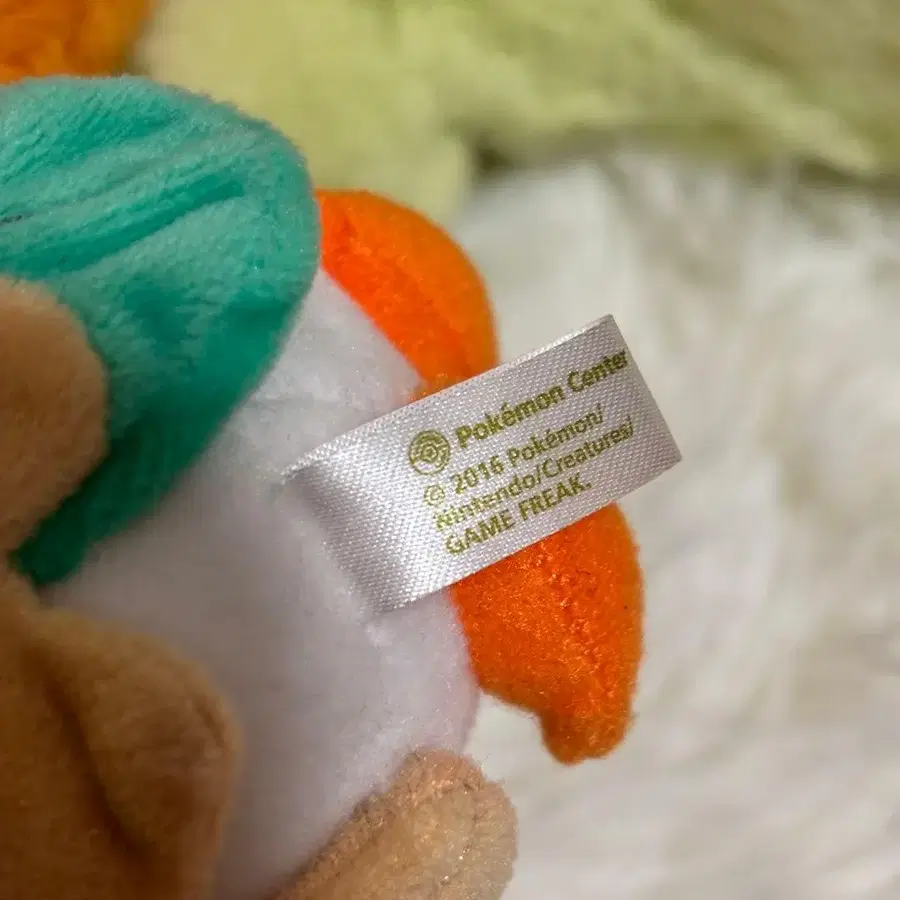 Pokémon Center
© 2016 Pokémon/
Nintendo/Creatures/
GAME FREAK.